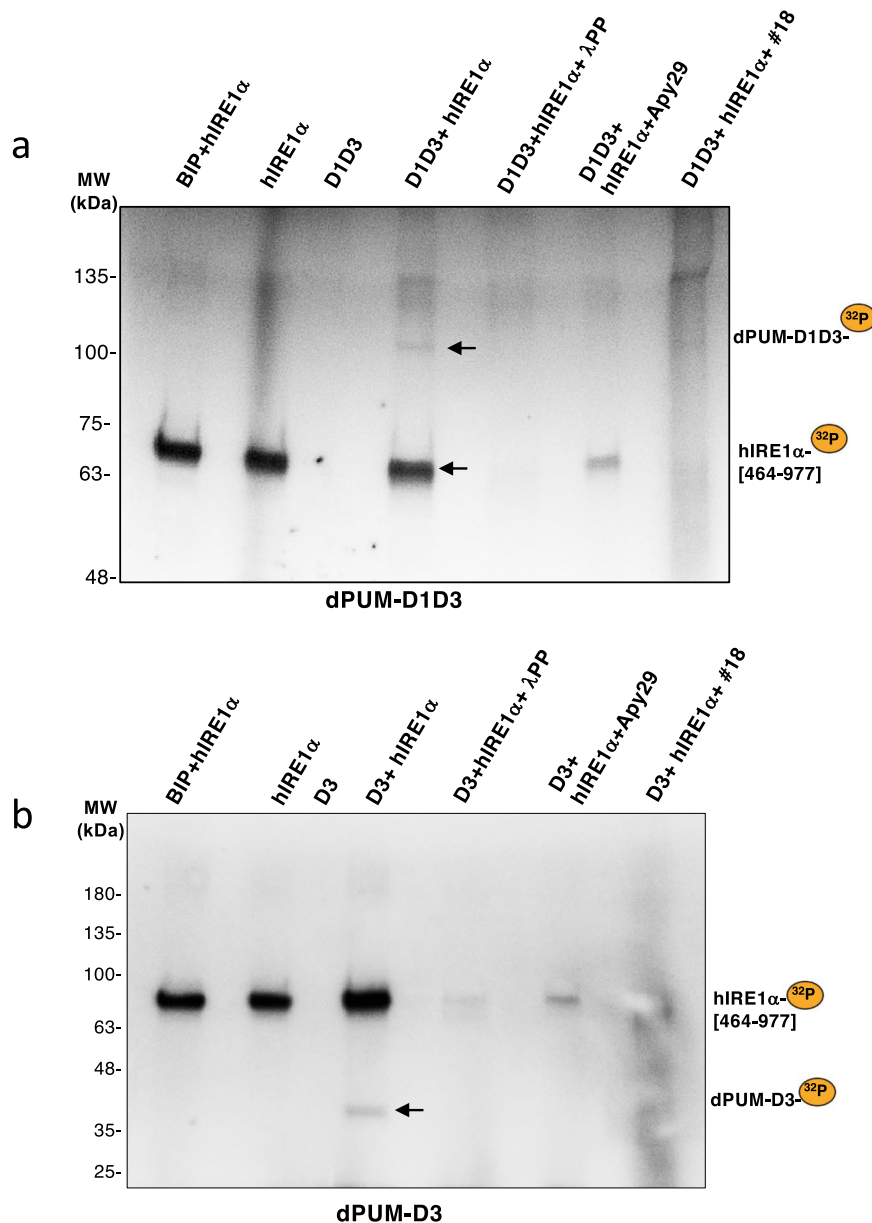 a
BIP+hIRE1α
hIRE1α
D1D3
D1D3+ hIRE1α
D1D3+hIRE1α+ λPP
D1D3+
hIRE1α+Apy29
D1D3+ hIRE1α+ #18
MW
(kDa)
135-
100-
75-
63-
48-
dPUM-D1D3-32P
hIRE1α-32P
[464-977]
dPUM-D1D3
b
BIP+hIRE1α
hIRE1α
D3
D3+ hIRE1α
D3+hIRE1α+ λPP
D3+
hIRE1α+Apy29
D3+ hIRE1α+ #18
MW
(kDa)
180-
135-
100-
63-
48-
35-
25-
hIRE1α-32P
[464-977]
dPUM-D3-32P
dPUM-D3